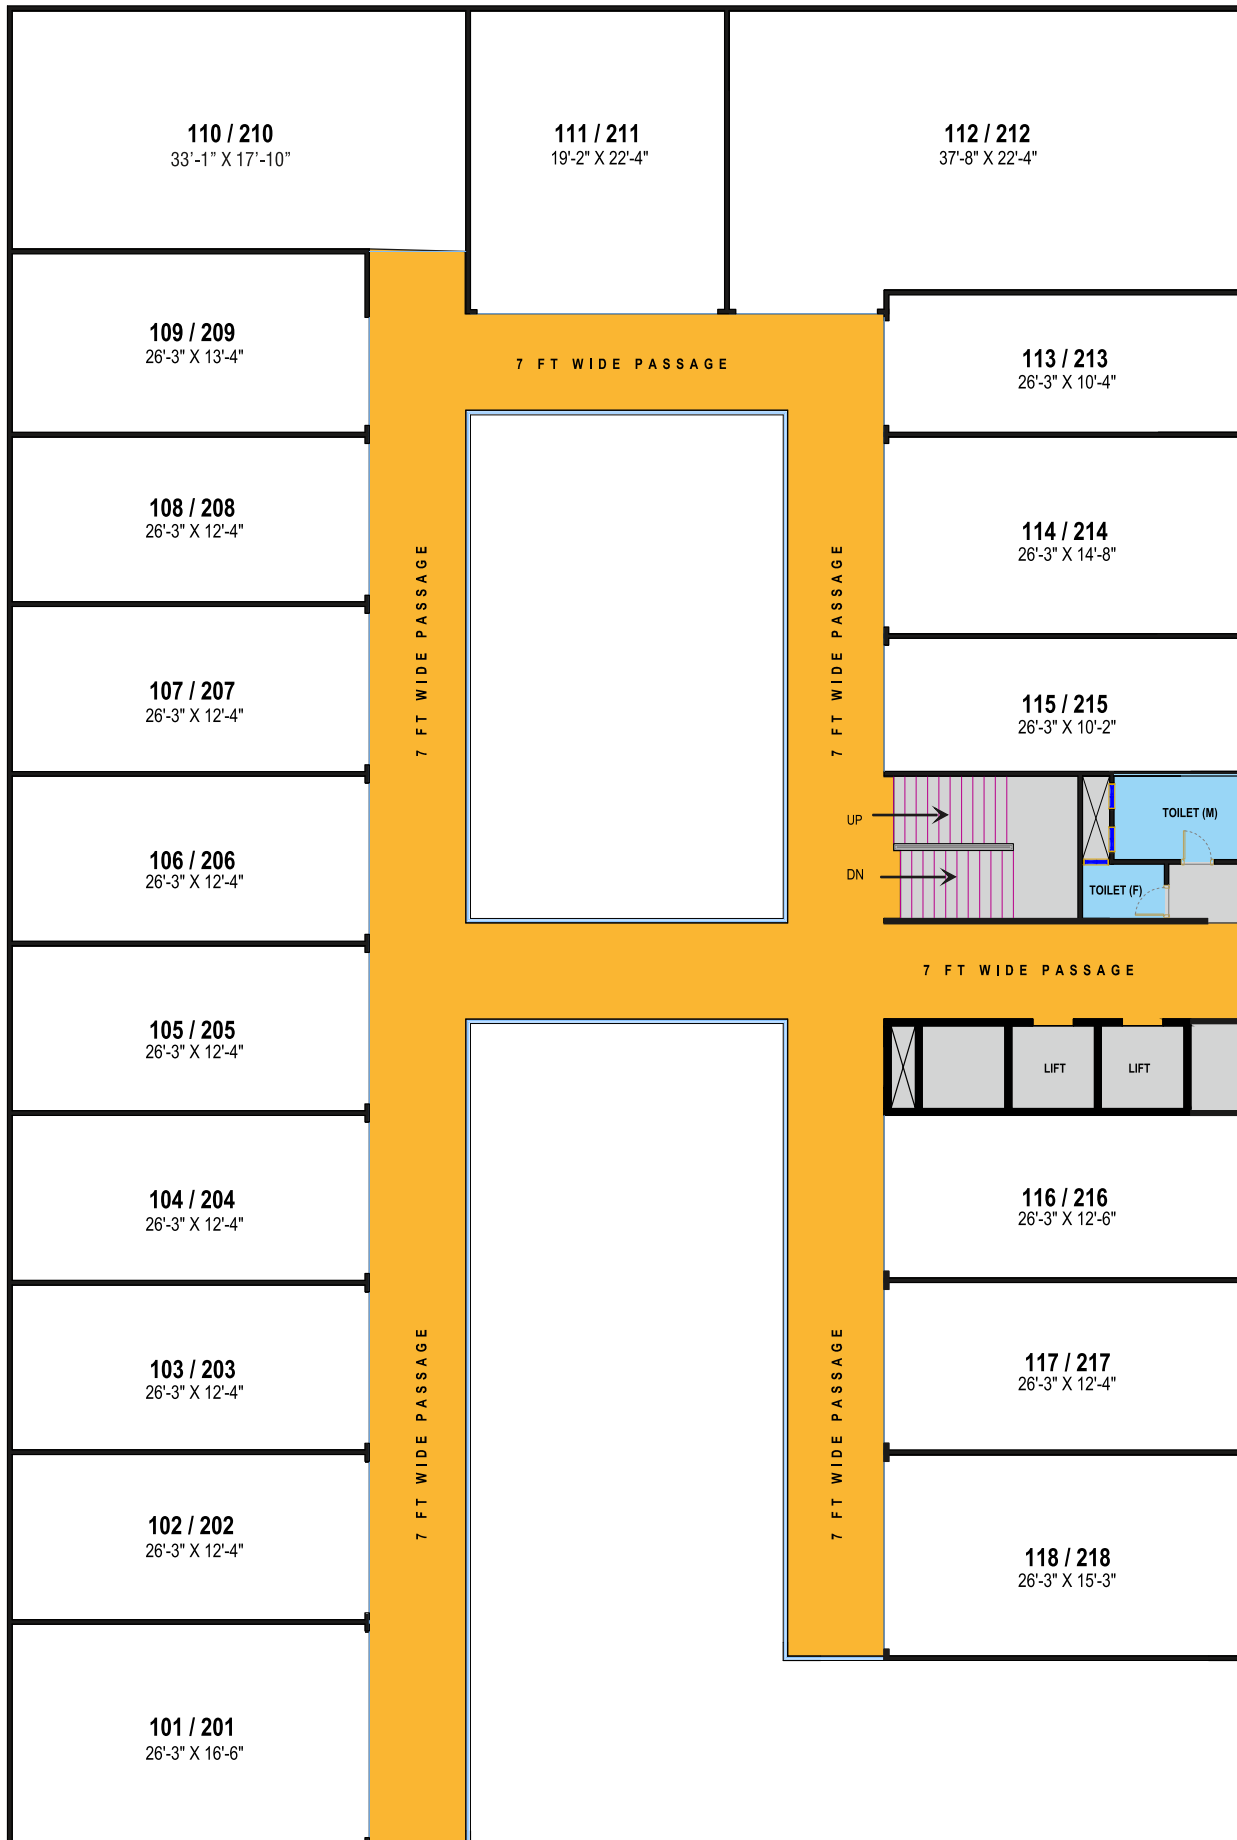 110 / 210
33’-1” X 17’-10”
111 / 211
19'-2" X 22'-4"
112 / 212
37'-8" X 22'-4"
109 / 209
26'-3" X 13'-4"
7 FT WIDE PASSAGE
113 / 213
26'-3" X 10'-4"
108 / 208
26'-3" X 12'-4"
7 FT WIDE PASSAGE
7 FT WIDE PASSAGE
114 / 214
26'-3" X 14'-8"
107 / 207
26'-3" X 12'-4"
115 / 215
26'-3" X 10'-2"
106 / 206
26'-3" X 12'-4"
UP
DN
TOILET (M)
TOILET (F)
7 FT WIDE PASSAGE
105 / 205
26'-3" X 12'-4"
LIFT
LIFT
104 / 204
26'-3" X 12'-4"
116 / 216
26'-3" X 12'-6"
103 / 203
26'-3" X 12'-4"
7 FT WIDE PASSAGE
7 FT WIDE PASSAGE
117 / 217
26'-3" X 12'-4"
102 / 202
26'-3" X 12'-4"
118 / 218
26'-3" X 15'-3"
101 / 201
26'-3" X 16'-6"